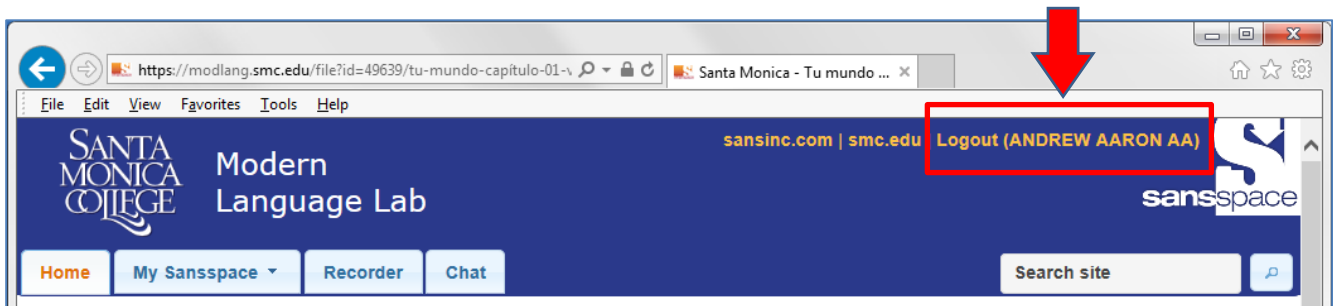 https://modlang.smc.edu/file?id=49639/tu-mundo-capítulo-01-v
Santa Monica - Tu mundo ...
File Edit View Favorites Tools Help
SANTA MONICA COLLEGE
Modern Language Lab
sansinc.com | smc.edu
Logout (ANDREW AARON AA)
sansspace
Home My Sansspace Recorder Chat
Search site